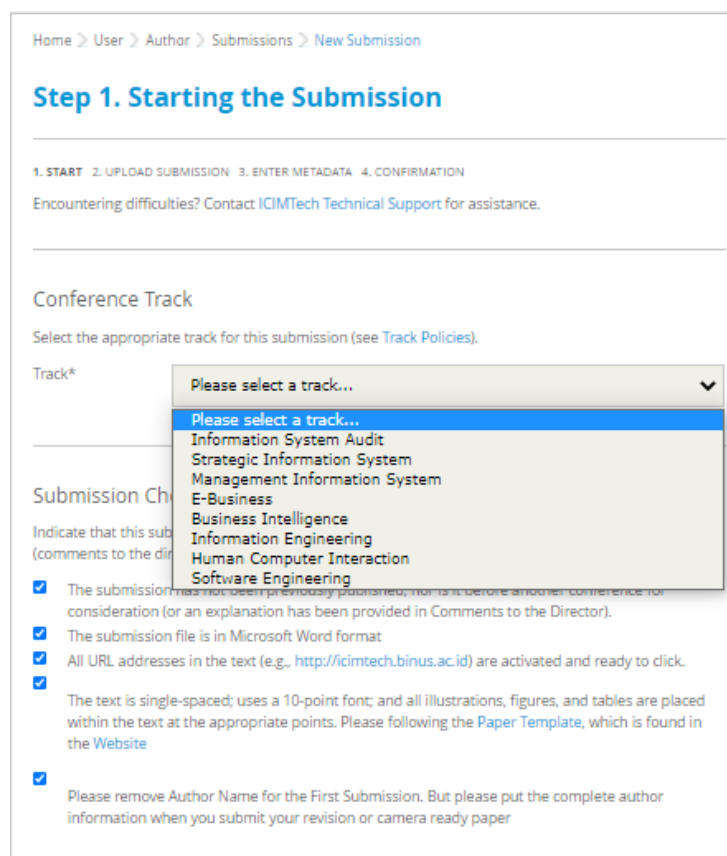 Home > User > Author > Submissions > New Submission
Step 1. Starting the Submission
1. START 2. UPLOAD SUBMISSION 3. ENTER METADATA 4. CONFIRMATION
Encountering difficulties? Contact ICIMTech Technical Support for assistance.
Conference Track
Select the appropriate track for this submission (see Track Policies).
Track*
Please select a track...
Please select a track...
Information System Audit
Strategic Information System
Management Information System
E-Business
Business Intelligence
Information Engineering
Human Computer Interaction
Software Engineering
Submission Ch
Indicate that this sub
(comments to the dir
The submission has not been previously published, nor is it before another conference for
consideration (or an explanation has been provided in Comments to the Director).
The submission file is in Microsoft Word format
All URL addresses in the text (e.g., http://icimtech.binus.ac.id) are activated and ready to click.
The text is single-spaced; uses a 10-point font; and all illustrations, figures, and tables are placed
within the text at the appropriate points. Please following the Paper Template, which is found in
the Website
Please remove Author Name for the First Submission. But please put the complete author
information when you submit your revision or camera ready paper